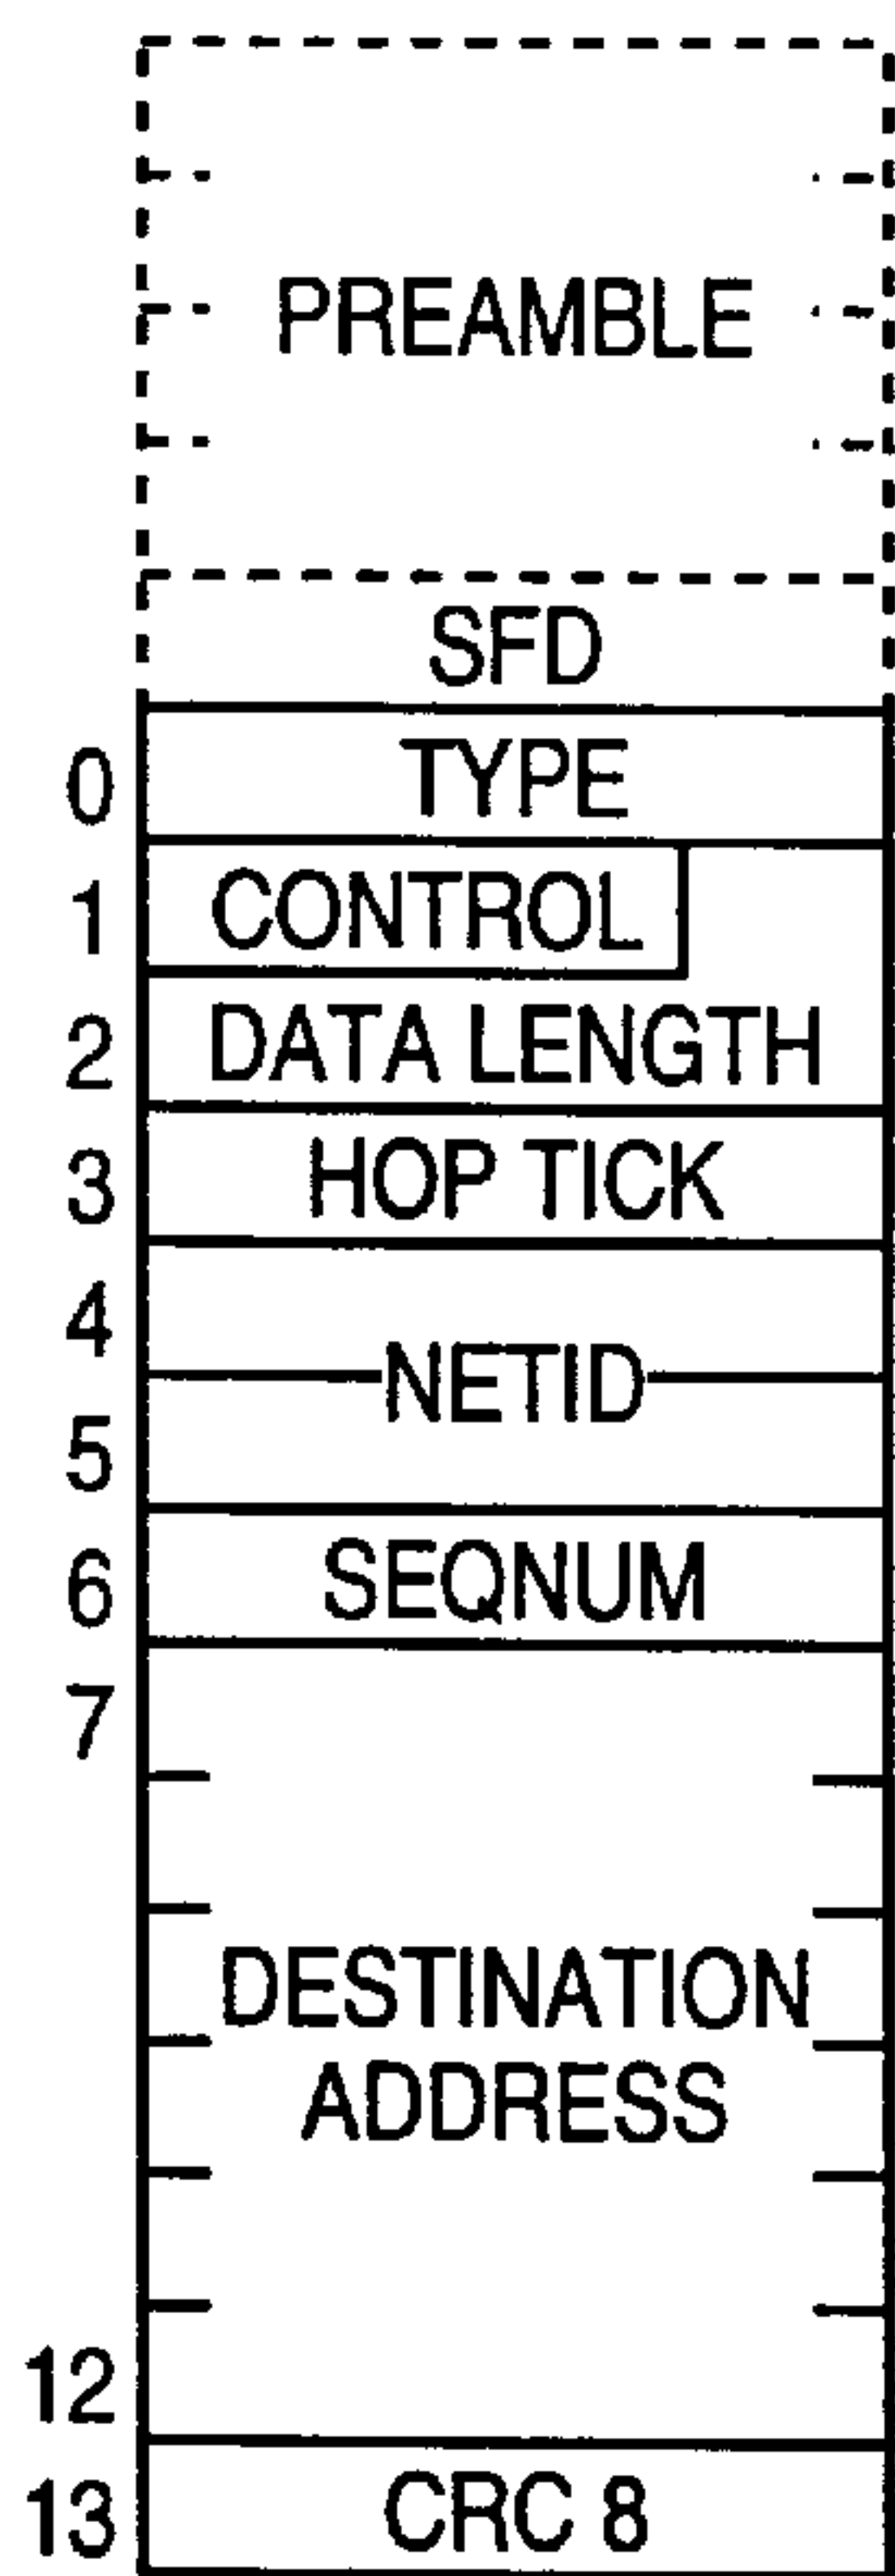 PREAMBLE
SFD
0 TYPE
1 CONTROL
2 DATA LENGTH
3 HOP TICK
4
NETID
5
6 SEQNUM
7
DESTINATION
ADDRESS
12
13 CRC 8